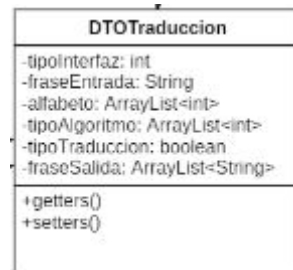 DTOTraduccion
-tipoInterfaz: int
-fraseEntrada: String
-alfabeto: ArrayList<int>
-tipoAlgoritmo: ArrayList<int>
-tipoTraduccion: boolean
-fraseSalida: ArrayList<String>
+getters()
+setters()